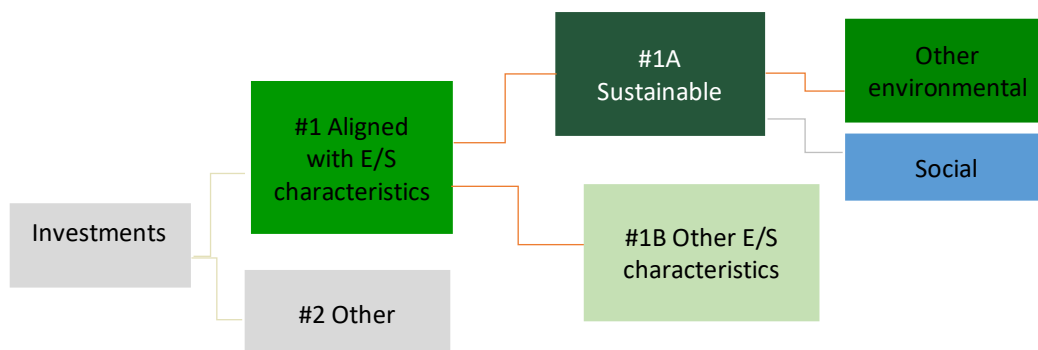 Investments
#1 Aligned
with E/S
characteristics
#2 Other
#1A
Sustainable
#1B Other E/S
characteristics
Other
environmental
Social